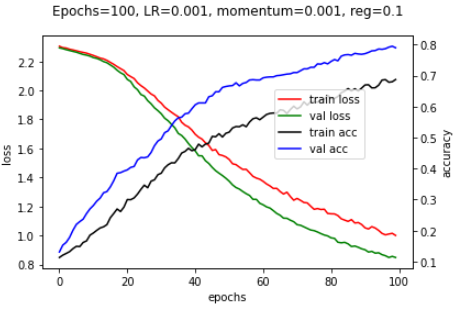 Epochs=100, LR=0.001, momentum=0.001, reg=0.1
2.2
2.0
1.8
1.6
1.4
1.2
1.0
0.8
loss
0.8
0.7
0.6
0.5
0.4
0.3
0.2
0.1
accuracy
train loss
val loss
train acc
val acc
0 20 40 60 80 100
epochs